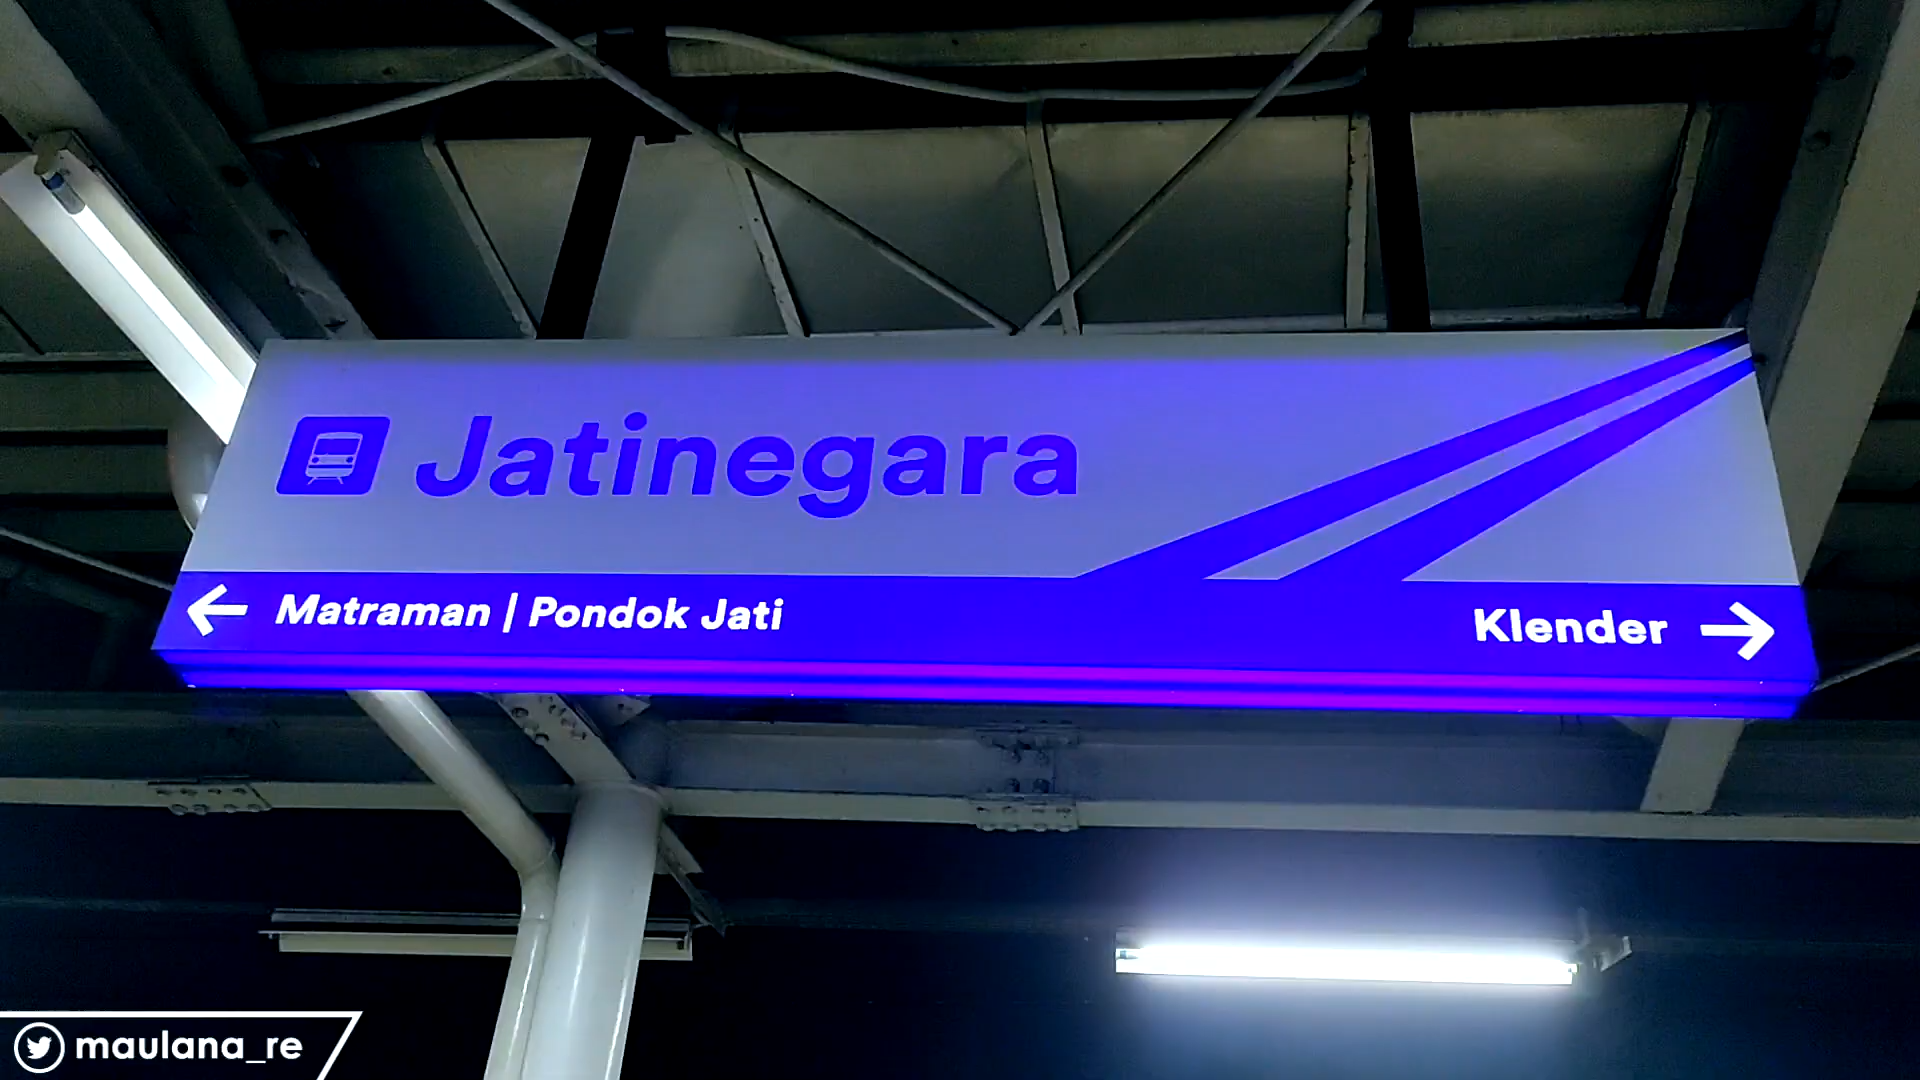 Jatinegara
← Matraman | Pondok Jati
Klender →
maulana_re